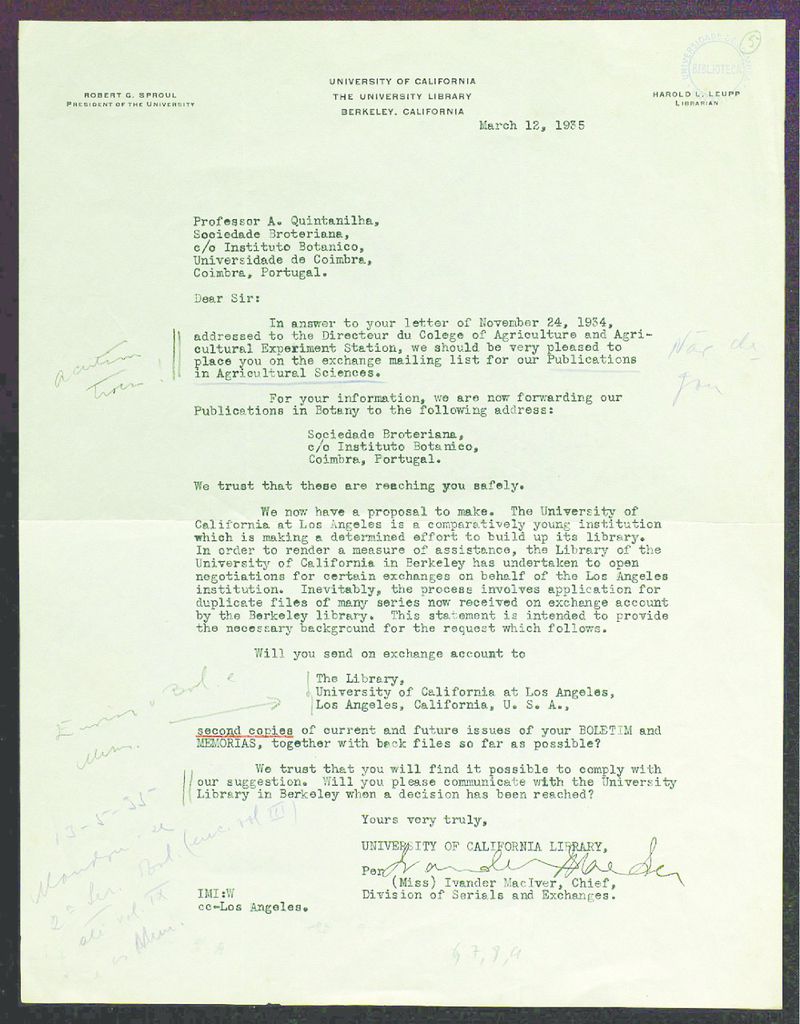 UNIVERSITY OF CALIFORNIA
THE UNIVERSITY LIBRARY
BERKELEY, CALIFORNIA
ROBERT G. SPROUL
PRESIDENT OF THE UNIVERSITY
HAROLD L. LEUPP
LIBRARIAN
BIBLIOTECA
5
March 12, 1935
Professor A. Quintanilha,
Sociedade Broteriana,
c/o Instituto Botanico,
Universidade de Coimbra,
Coimbra, Portugal.
Dear Sir:
In answer to your letter of November 24, 1934,
addressed to the Directeur du Colege of Agriculture and Agri-
cultural Experiment Station, we should be very pleased to
place you on the exchange mailing list for our Publications
in Agricultural Sciences.
For your information, we are now forwarding our
Publications in Botany to the following address:
Sociedade Broteriana,
c/o Instituto Botanico,
Coimbra, Portugal.
We trust that these are reaching you safely.
We now have a proposal to make. The University of
California at Los Angeles is a comparatively young institution
which is making a determined effort to build up its library.
In order to render a measure of assistance, the Library of the
University of California in Berkeley has undertaken to open
negotiations for certain exchanges on behalf of the Los Angeles
institution. Inevitably, the process involves application for
duplicate files of many series now received on exchange account
by the Berkeley library. This statement is intended to provide
the necessary background for the request which follows.
Will you send on exchange account to
The Library,
University of California at Los Angeles,
Los Angeles, California, U. S. A.,
second copies of current and future issues of your BOLETIM and
MEMORIAS, together with back files so far as possible?
We trust that you will find it possible to comply with
our suggestion. Will you please communicate with the University
Library in Berkeley when a decision has been reached?
Yours very truly,
UNIVERSITY OF CALIFORNIA LIBRARY,
Per
(Miss) Ivander MacIver, Chief,
Division of Serials and Exchanges.
IMI:W
cc-Los Angeles.
Bol. e
Mem.
13-5-35
2ª Ser. Bol.
até vol. IX
e Mem.